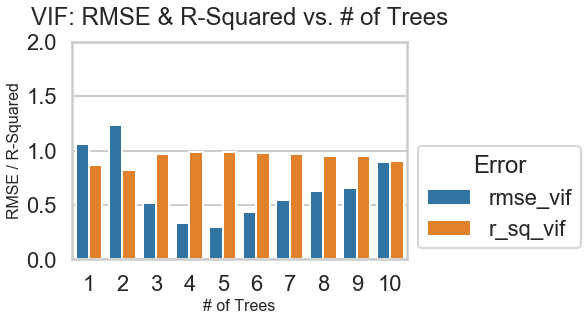 VIF: RMSE & R-Squared vs. # of Trees
2.0
1.5
1.0
0.5
0.0
RMSE / R-Squared
1 2 3 4 5 6 7 8 9 10
# of Trees
Error
rmse_vif
r_sq_vif